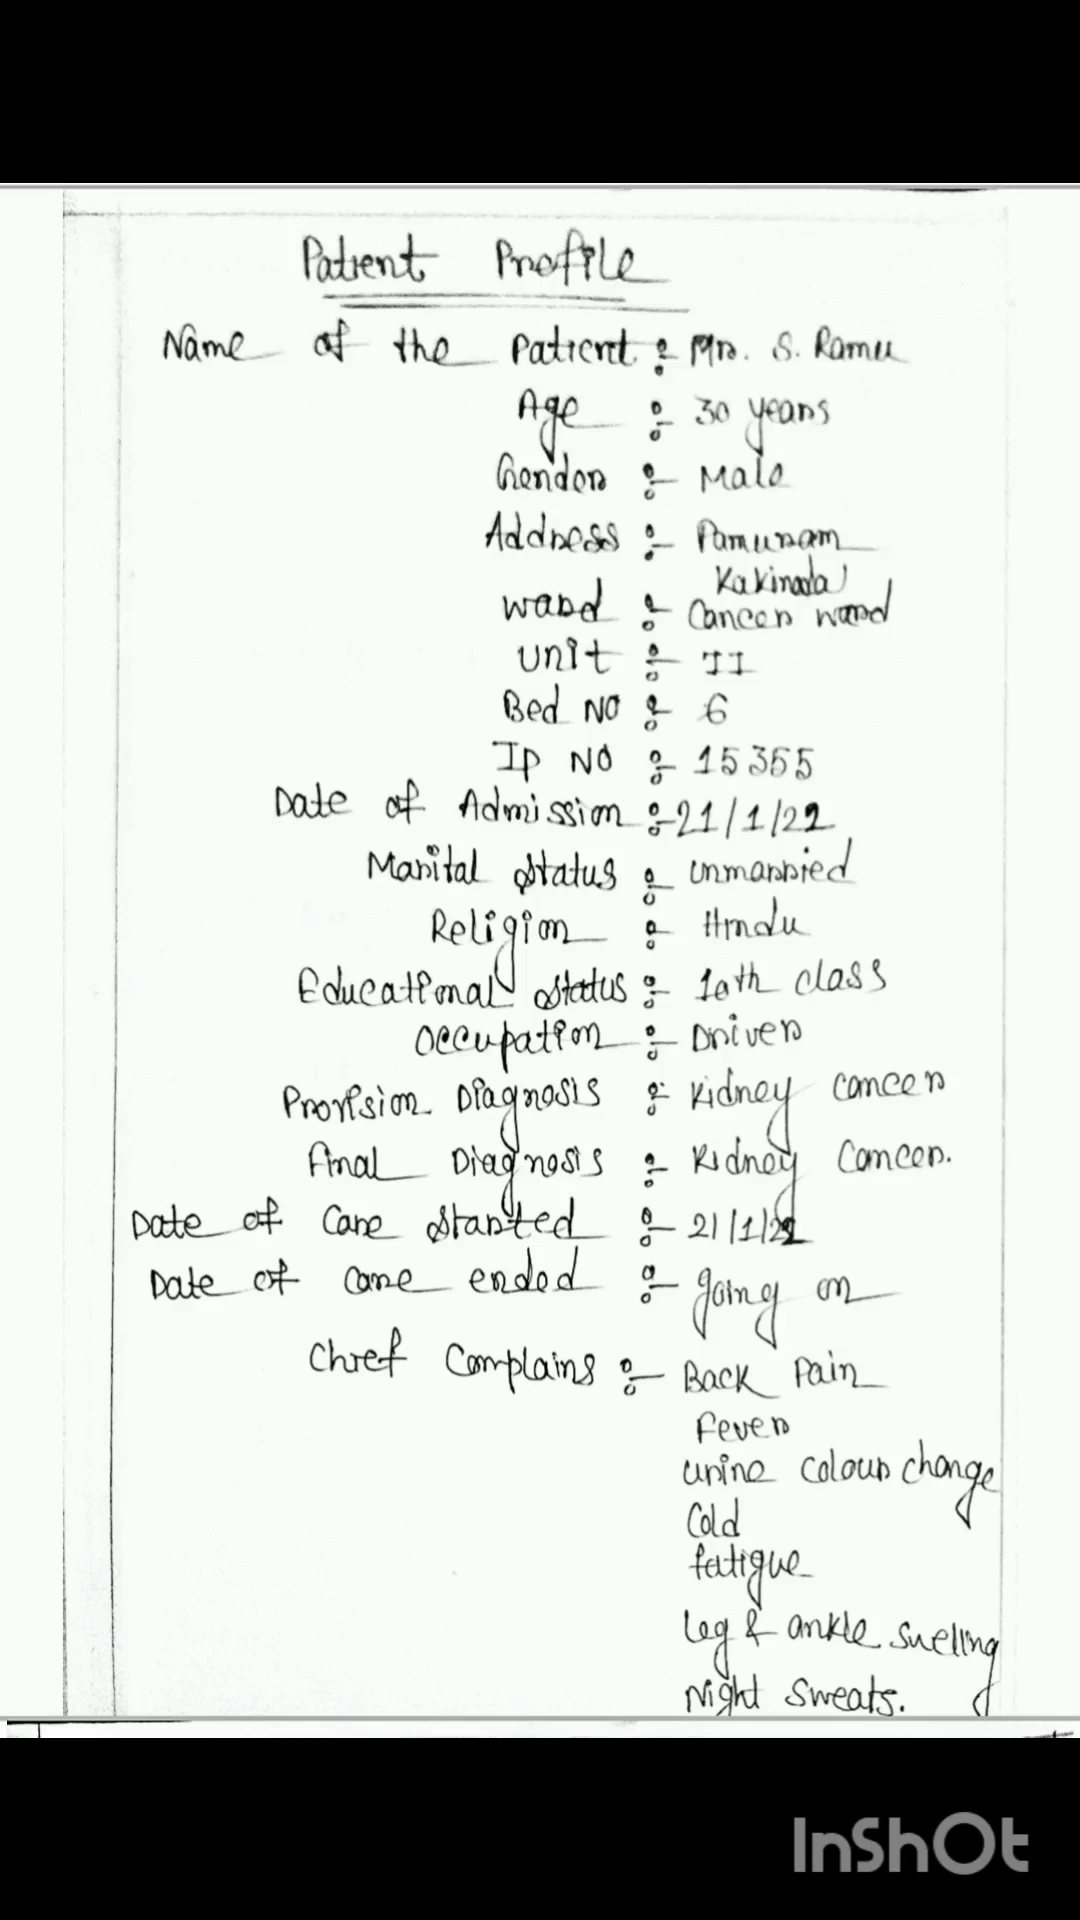 Patient Profile
Name of the Patient :- Mr. S. Ramu
Age :- 30 years
Gender :- Male
Address :- Pamuram
Kakinada
Ward :- Cancer ward
Unit :- II
Bed NO :- 6
IP NO :- 15355
Date of Admission :- 21/1/22
Marital Status :- Unmarried
Religion :- Hindu
Educational Status :- 10th class
Occupation :- Driver
Provision Diagnosis :- Kidney Cancer
Final Diagnosis :- Kidney Cancer.
Date of Care Started :- 21/1/22
Date of Care ended :- going on
Chief Complains :- Back Pain
Fever
Urine colour change
Cold
fatigue
Leg & ankle sueling
Night Sweats.
InShOt